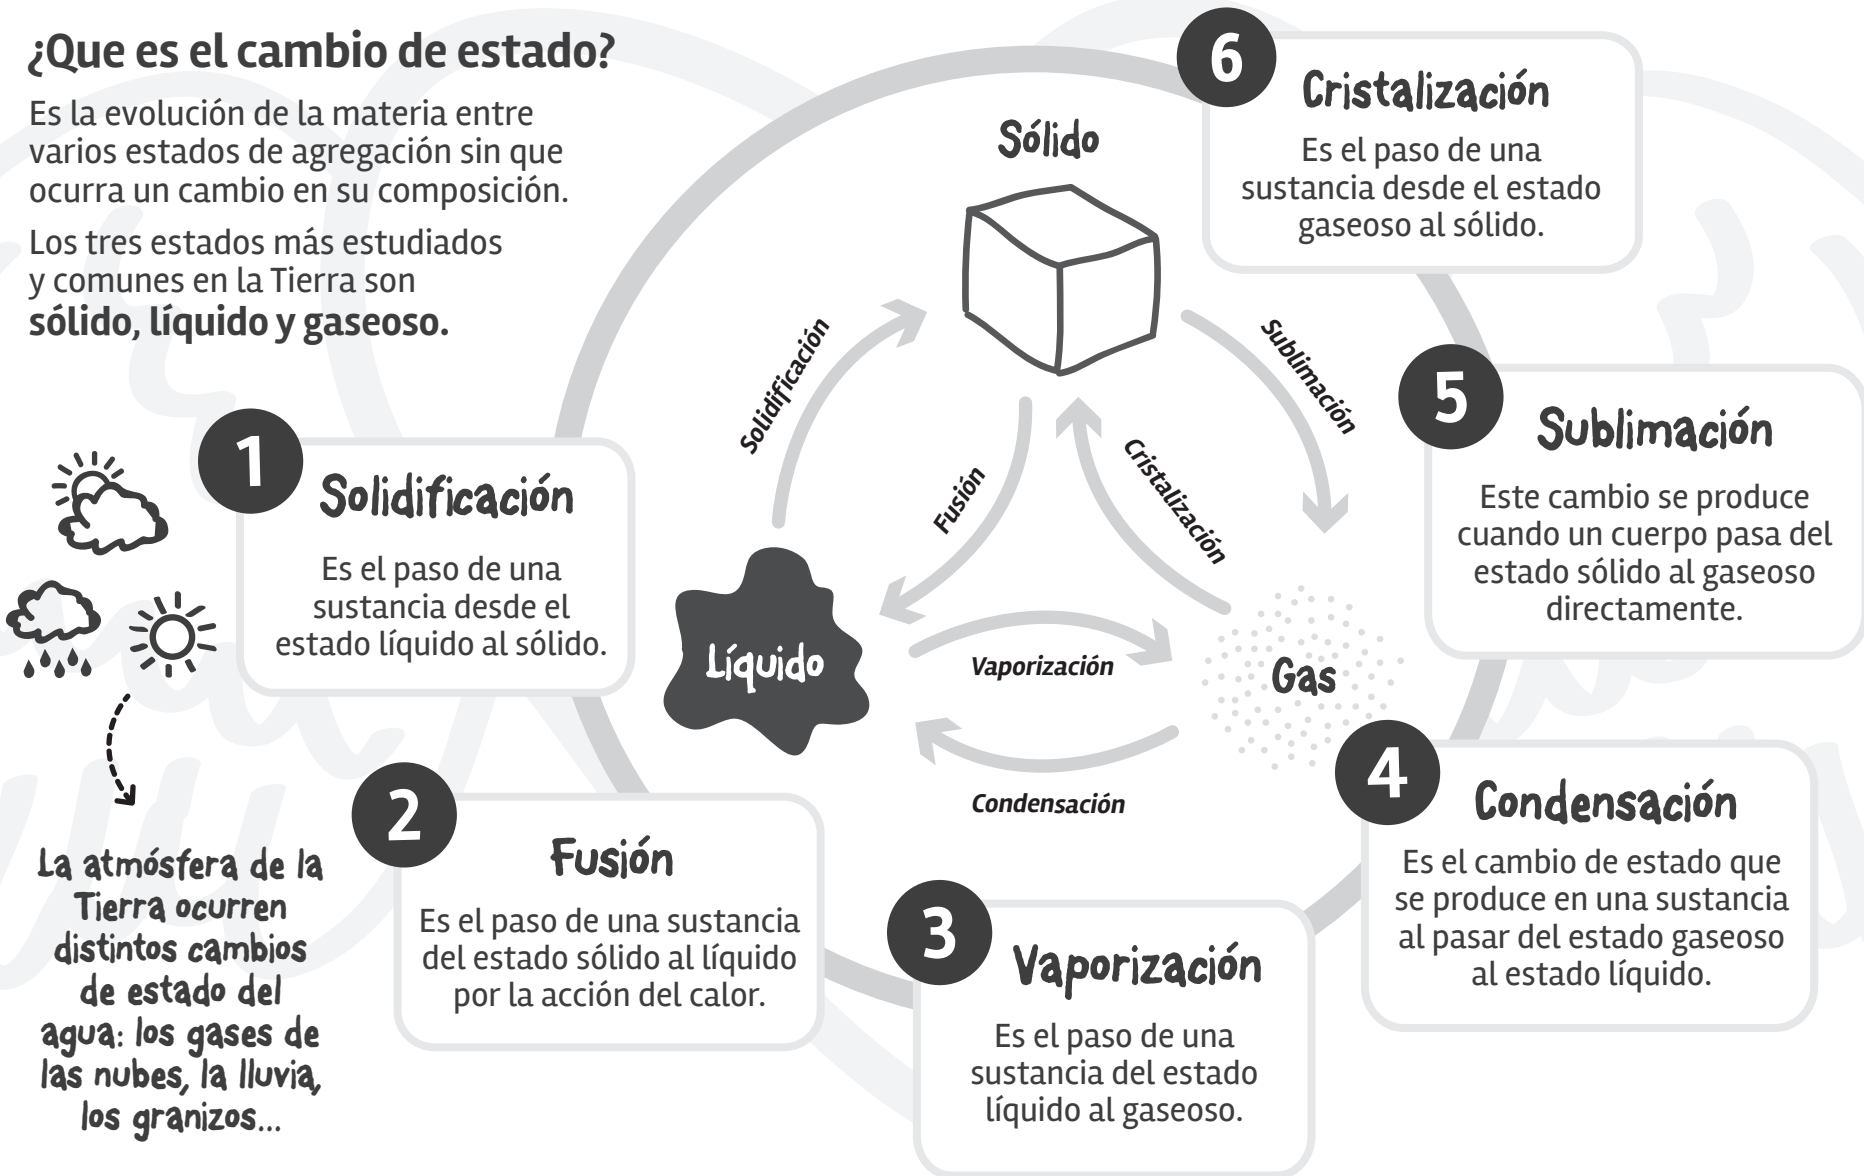 ¿Que es el cambio de estado?
Es la evolución de la materia entre
varios estados de agregación sin que
ocurra un cambio en su composición.
Los tres estados más estudiados
y comunes en la Tierra son
sólido, líquido y gaseoso.
1
Solidificación
Es el paso de una
sustancia desde el
estado líquido al sólido.
La atmósfera de la
Tierra ocurren
distintos cambios
de estado del
agua: los gases de
las nubes, la lluvia,
los granizos...
2
Fusión
Es el paso de una sustancia
del estado sólido al líquido
por la acción del calor.
3
Vaporización
Es el paso de una
sustancia del estado
líquido al gaseoso.
4
Condensación
Es el cambio de estado que
se produce en una sustancia
al pasar del estado gaseoso
al estado líquido.
5
Sublimación
Este cambio se produce
cuando un cuerpo pasa del
estado sólido al gaseoso
directamente.
6
Cristalización
Es el paso de una
sustancia desde el estado
gaseoso al sólido.
Sólido
Solidificación
Sublimación
Fusión
Cristalización
Líquido
Vaporización
Gas
Condensación